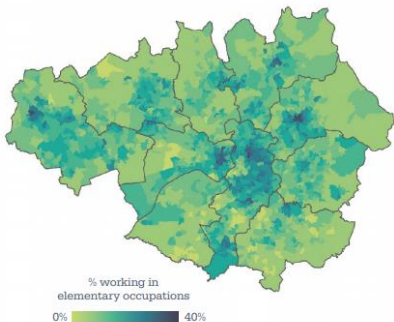 % working in
elementary occupations
0% 40%